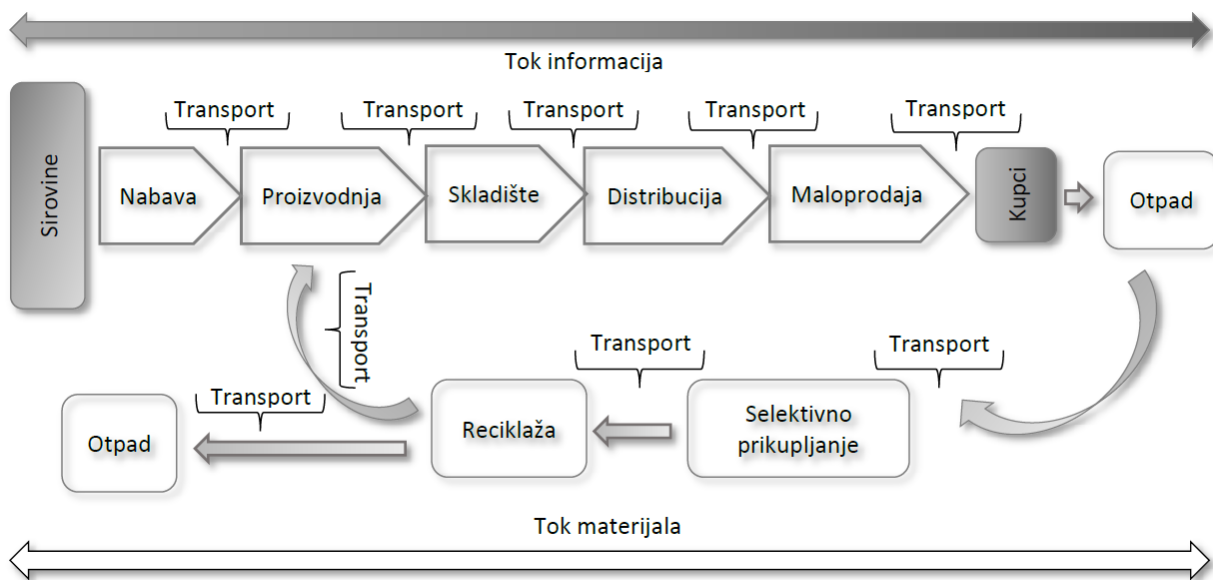 Tok informacija
Transport
Transport
Transport
Transport
Transport
Sirovine
Nabava
Proizvodnja
Skladište
Distribucija
Maloprodaja
Kupci
Otpad
Transport
Transport
Transport
Transport
Otpad
Reciklaža
Selektivno
prikupljanje
Tok materijala